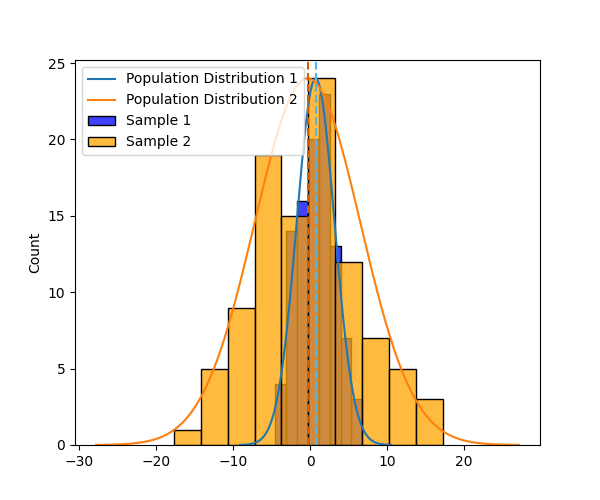 Population Distribution 1
Population Distribution 2
Sample 1
Sample 2
Count
25
20
15
10
5
0
−30 −20 −10 0 10 20